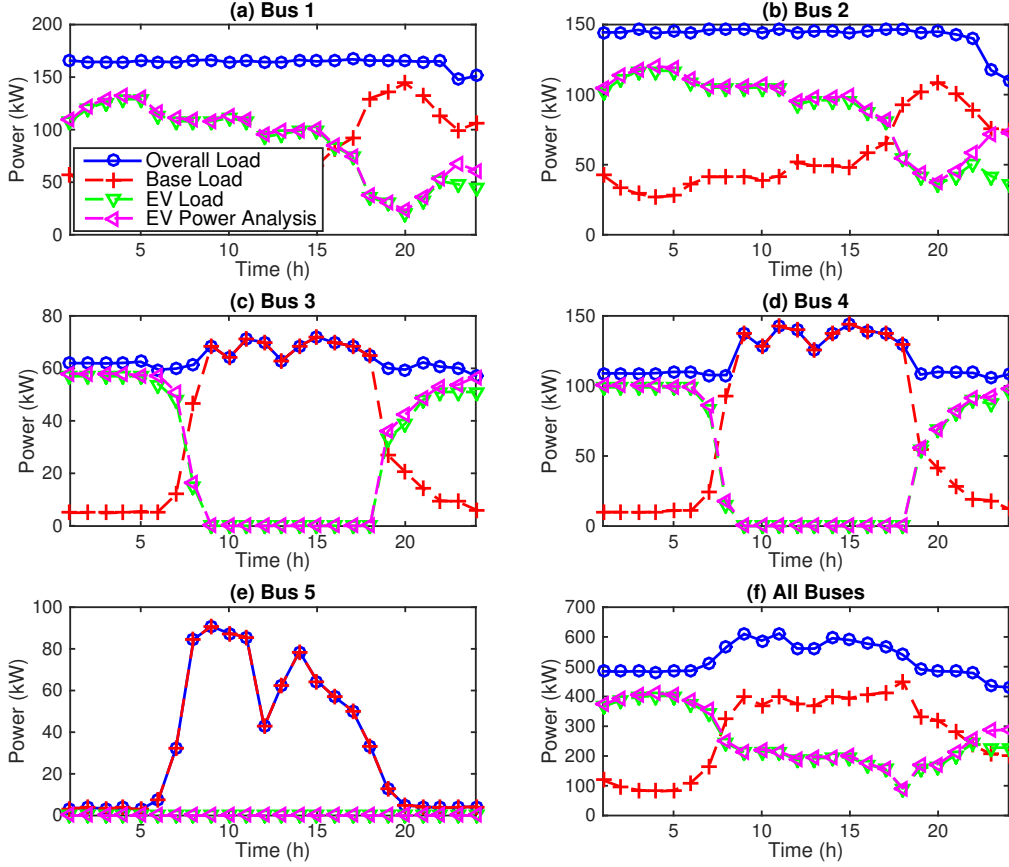 (a) Bus 1
Power (kW)
200
150
100
50
0
Overall Load
Base Load
EV Load
EV Power Analysis
5 10 15 20
Time (h)
(b) Bus 2
Power (kW)
150
100
50
0
5 10 15 20
Time (h)
(c) Bus 3
Power (kW)
80
60
40
20
0
5 10 15 20
Time (h)
(d) Bus 4
Power (kW)
150
100
50
0
5 10 15 20
Time (h)
(e) Bus 5
Power (kW)
100
80
60
40
20
0
5 10 15 20
Time (h)
(f) All Buses
Power (kW)
700
600
500
400
300
200
100
0
5 10 15 20
Time (h)